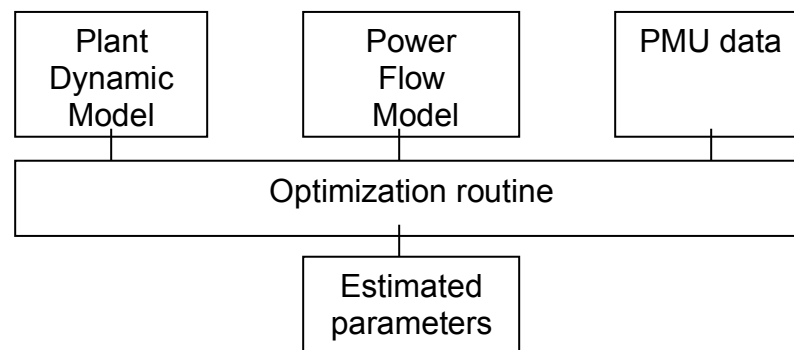 Plant
Dynamic
Model
Power
Flow
Model
PMU data
Optimization routine
Estimated
parameters